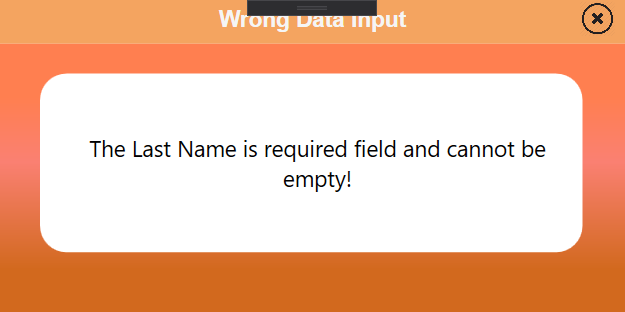 Wrong Data Input
The Last Name is required field and cannot be
empty!